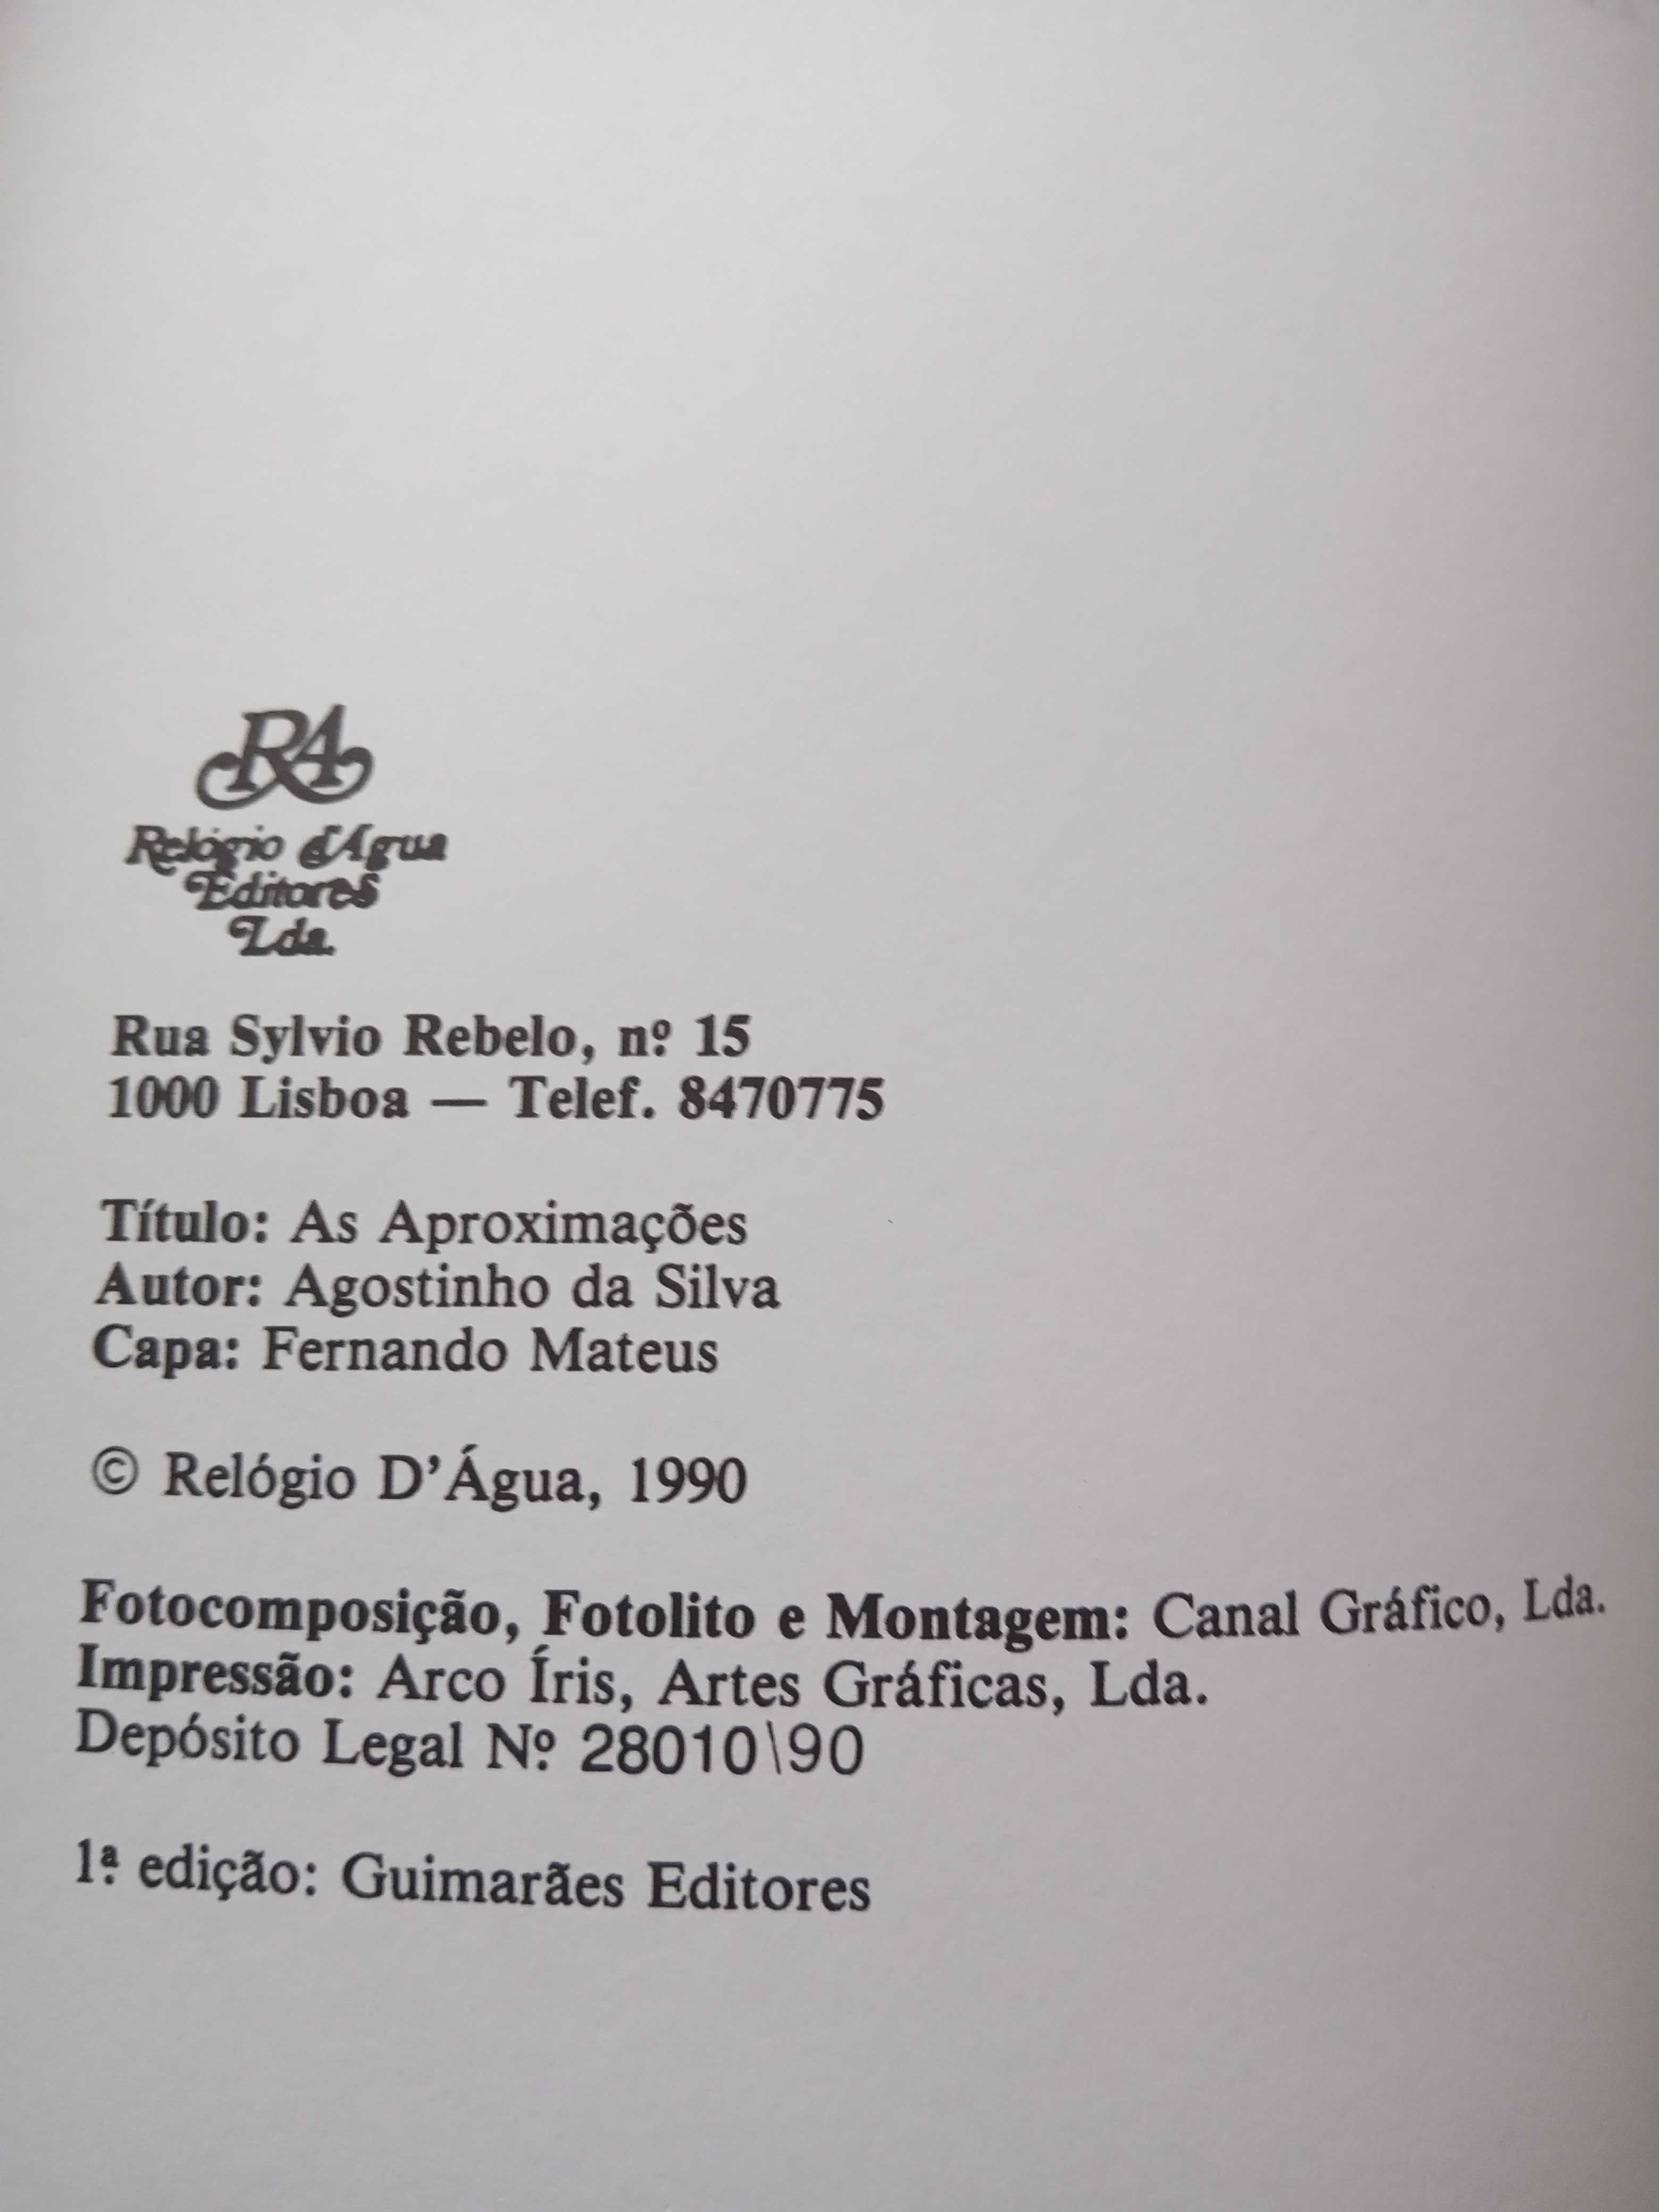 RA
Relógio d'Água
Editores
Lda.
Rua Sylvio Rebelo, nº 15
1000 Lisboa — Telef. 8470775
Título: As Aproximações
Autor: Agostinho da Silva
Capa: Fernando Mateus
© Relógio D'Água, 1990
Fotocomposição, Fotolito e Montagem: Canal Gráfico, Lda.
Impressão: Arco Íris, Artes Gráficas, Lda.
Depósito Legal Nº 28010\90
1ª edição: Guimarães Editores